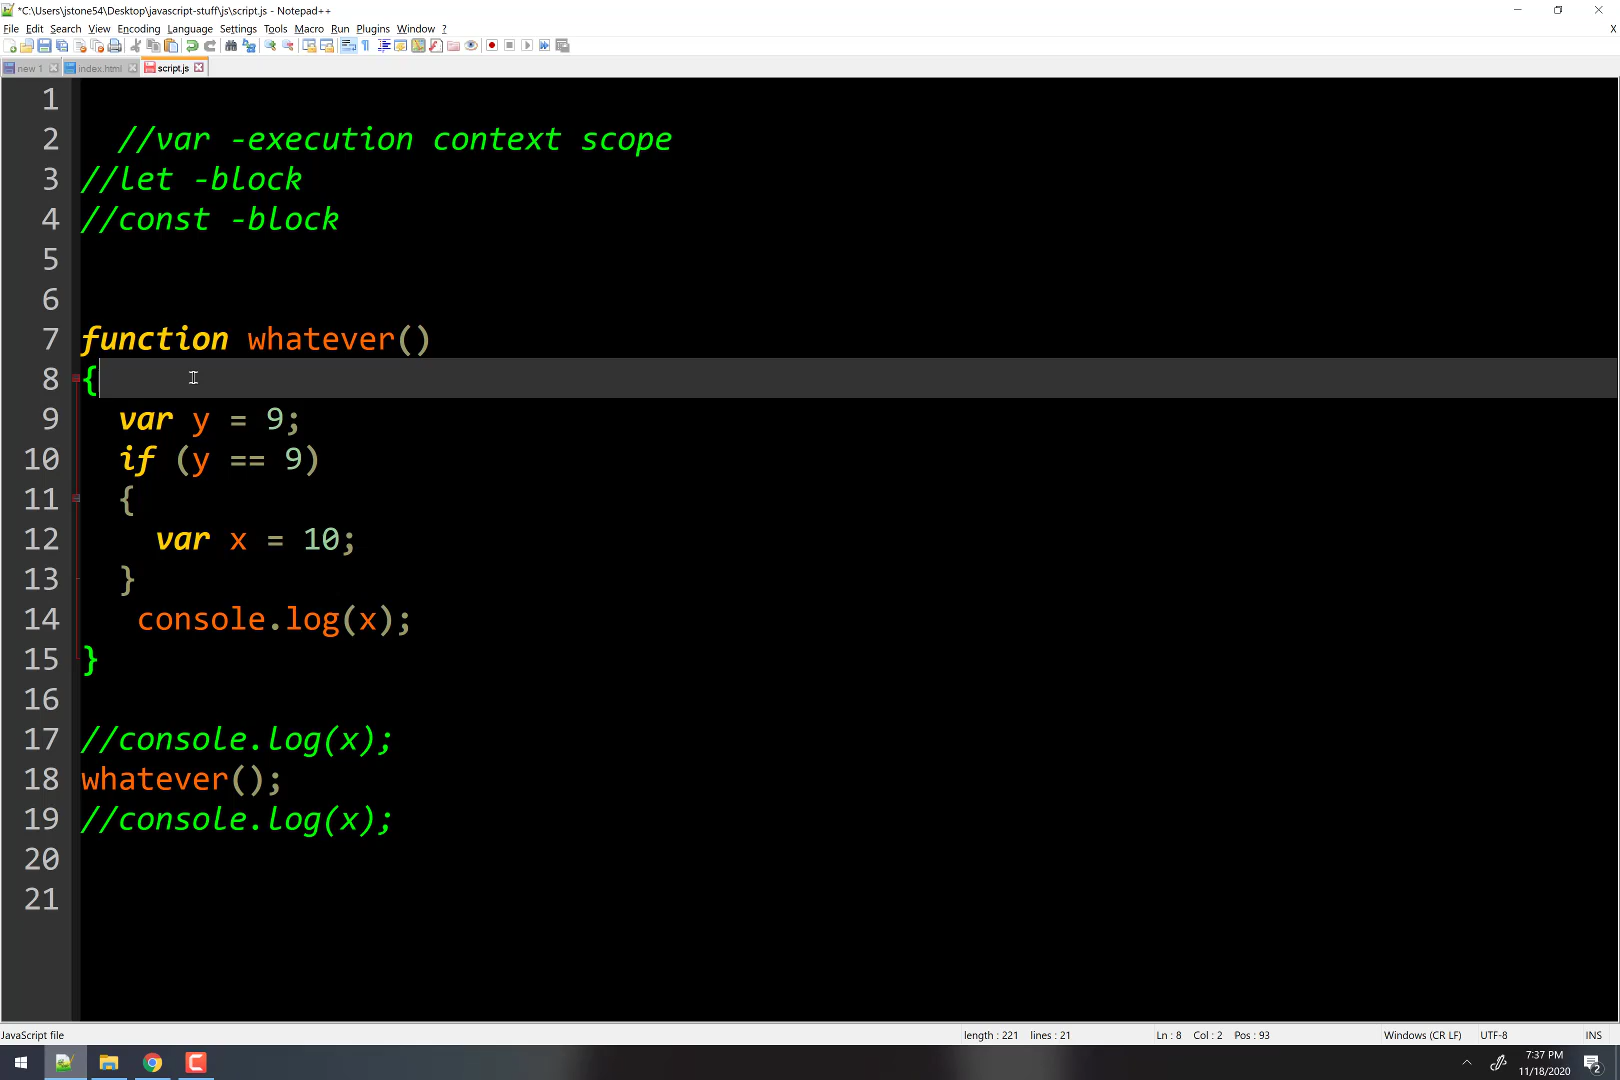 *C:\Users\jstone54\Desktop\javascript-stuff\js\script.js - Notepad++
File Edit Search View Encoding Language Settings Tools Macro Run Plugins Window ? X
new 1 index.html script.js
1
2 //var -execution context scope
3 //let -block
4 //const -block
5
6
7 function whatever()
8 {
9 var y = 9;
10 if (y == 9)
11 {
12 var x = 10;
13 }
14 console.log(x);
15 }
16
17 //console.log(x);
18 whatever();
19 //console.log(x);
20
21
JavaScript file length : 221 lines : 21 Ln : 8 Col : 2 Pos : 93 Windows (CR LF) UTF-8 INS
7:37 PM
11/18/2020
2